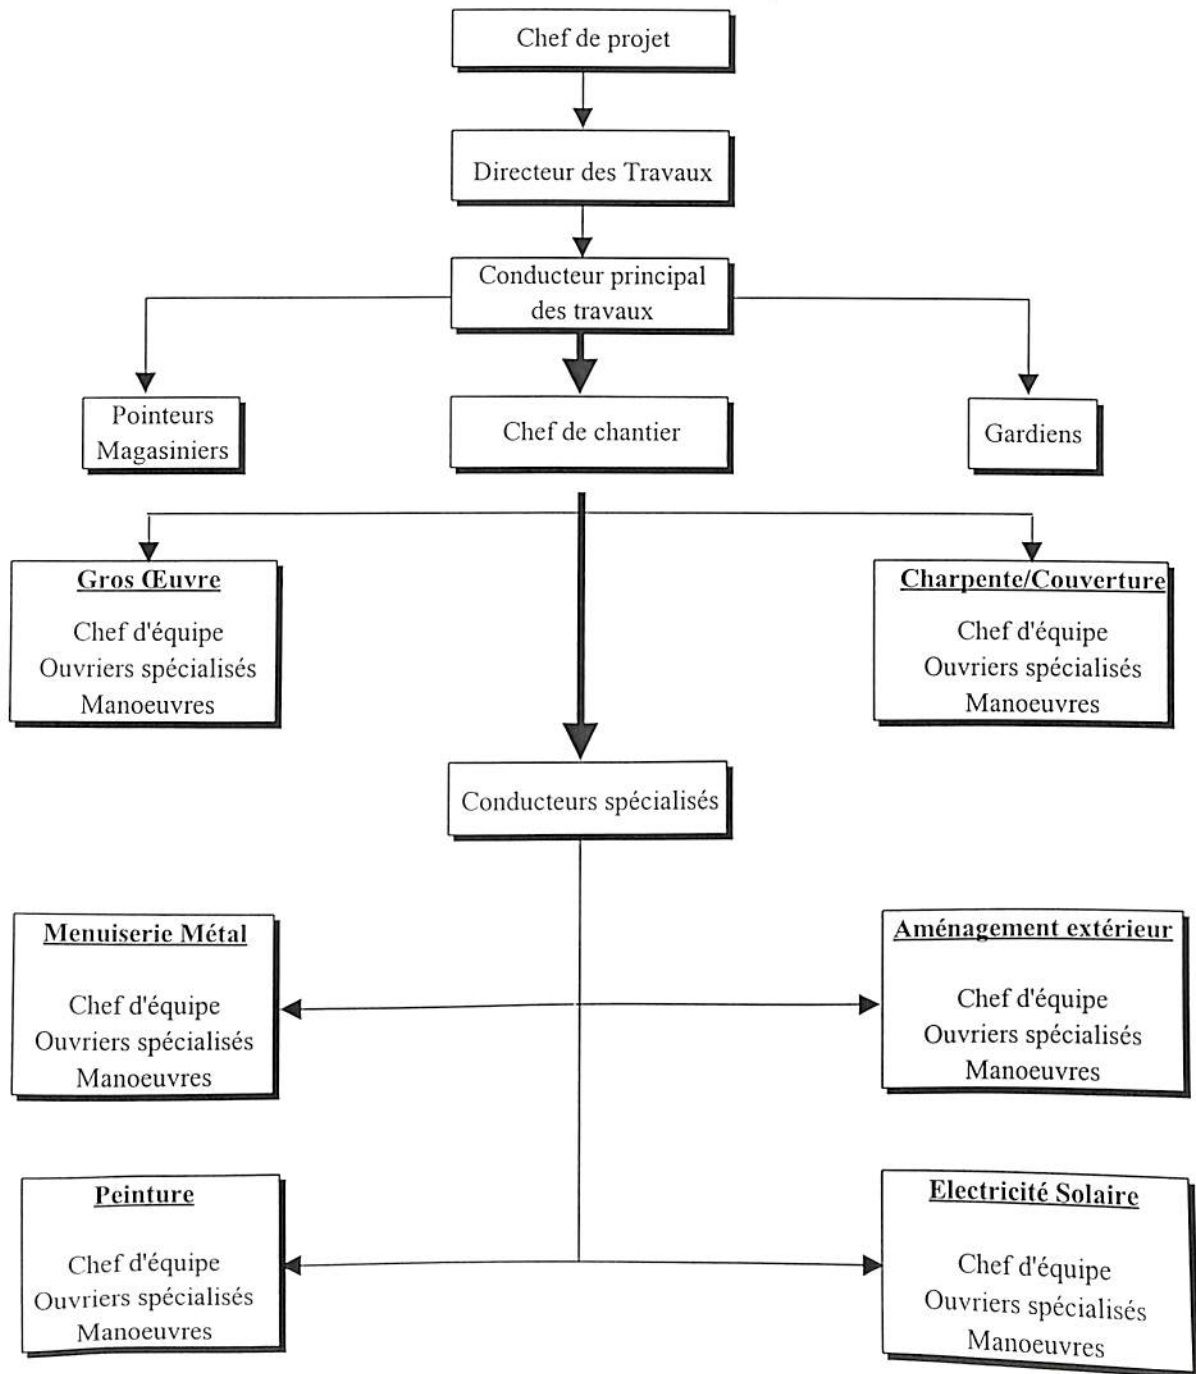 Chef de projet
Directeur des Travaux
Conducteur principal
des travaux
Pointeurs
Magasiniers
Chef de chantier
Gardiens
Gros Œuvre
Chef d'équipe
Ouvriers spécialisés
Manoeuvres
Charpente/Couverture
Chef d'équipe
Ouvriers spécialisés
Manoeuvres
Conducteurs spécialisés
Menuiserie Métal
Chef d'équipe
Ouvriers spécialisés
Manoeuvres
Aménagement extérieur
Chef d'équipe
Ouvriers spécialisés
Manoeuvres
Peinture
Chef d'équipe
Ouvriers spécialisés
Manoeuvres
Electricité Solaire
Chef d'équipe
Ouvriers spécialisés
Manoeuvres